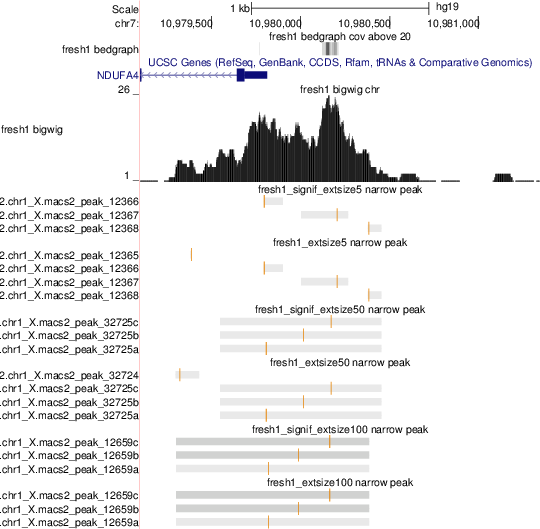 Scale 1 kb hg19
chr7: 10,979,500 10,980,000 10,980,500 10,981,000
fresh1 bedgraph cov above 20
fresh1 bedgraph
UCSC Genes (RefSeq, GenBank, CCDS, Rfam, tRNAs & Comparative Genomics)
NDUFA4
26 fresh1 bigwig chr
fresh1 bigwig
1
fresh1_signif_extsize5 narrow peak
2.chr1_X.macs2_peak_12366
2.chr1_X.macs2_peak_12367
2.chr1_X.macs2_peak_12368
fresh1_extsize5 narrow peak
2.chr1_X.macs2_peak_12365
2.chr1_X.macs2_peak_12366
2.chr1_X.macs2_peak_12367
2.chr1_X.macs2_peak_12368
fresh1_signif_extsize50 narrow peak
.chr1_X.macs2_peak_32725c
.chr1_X.macs2_peak_32725b
.chr1_X.macs2_peak_32725a
fresh1_extsize50 narrow peak
2.chr1_X.macs2_peak_32724
.chr1_X.macs2_peak_32725c
.chr1_X.macs2_peak_32725b
.chr1_X.macs2_peak_32725a
fresh1_signif_extsize100 narrow peak
.chr1_X.macs2_peak_12659c
.chr1_X.macs2_peak_12659b
.chr1_X.macs2_peak_12659a
fresh1_extsize100 narrow peak
.chr1_X.macs2_peak_12659c
.chr1_X.macs2_peak_12659b
.chr1_X.macs2_peak_12659a